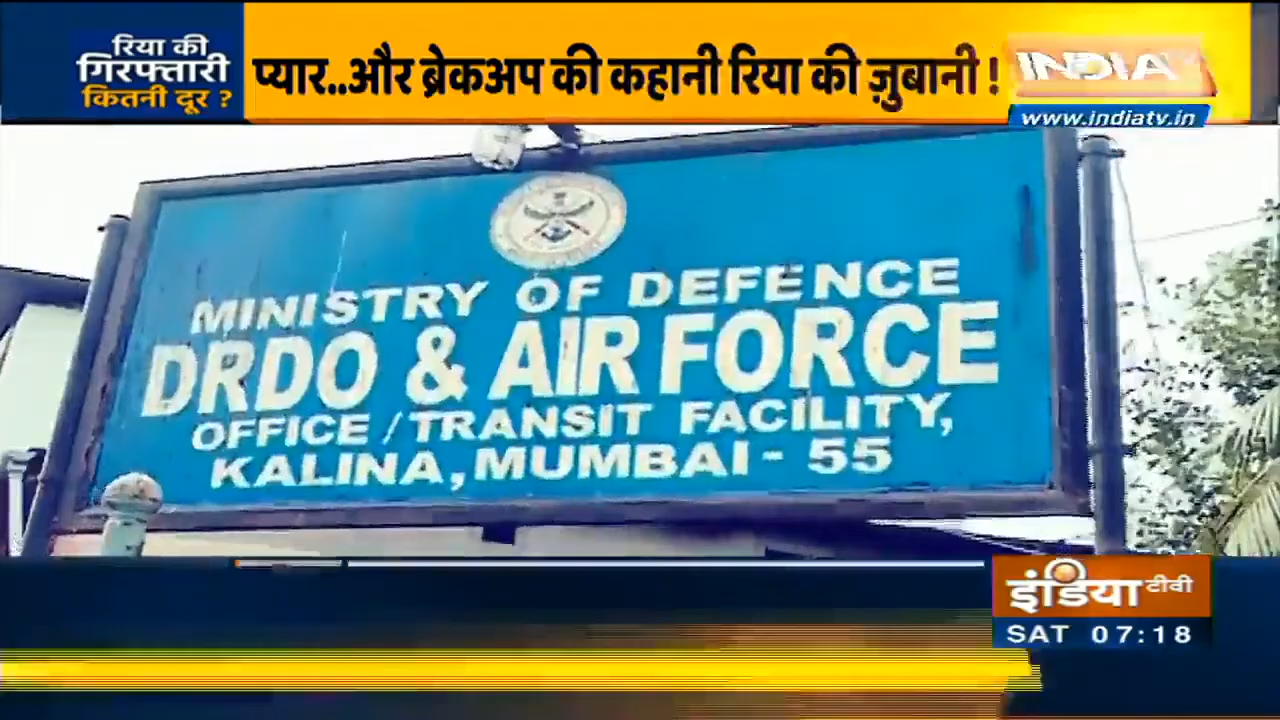 रिया की
गिरफ्तारी
कितनी दूर ?
प्यार..और ब्रेकअप की कहानी रिया की ज़ुबानी !
INDIA
www.indiatv.in
MINISTRY OF DEFENCE
DRDO & AIR FORCE
OFFICE / TRANSIT FACILITY,
KALINA, MUMBAI - 55
इंडिया टीवी
SAT 07:18